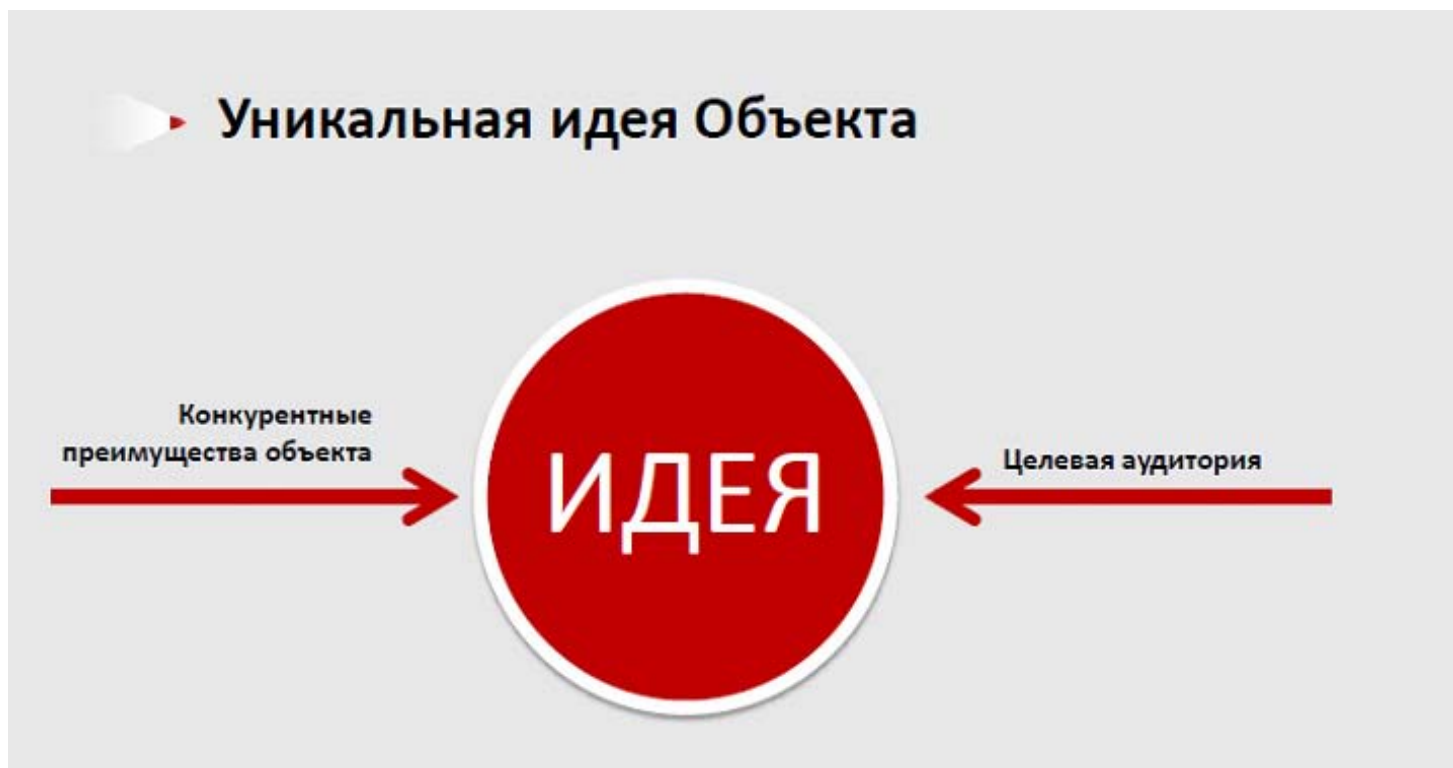 Уникальная идея Объекта
Конкурентные
преимущества объекта
ИДЕЯ
Целевая аудитория